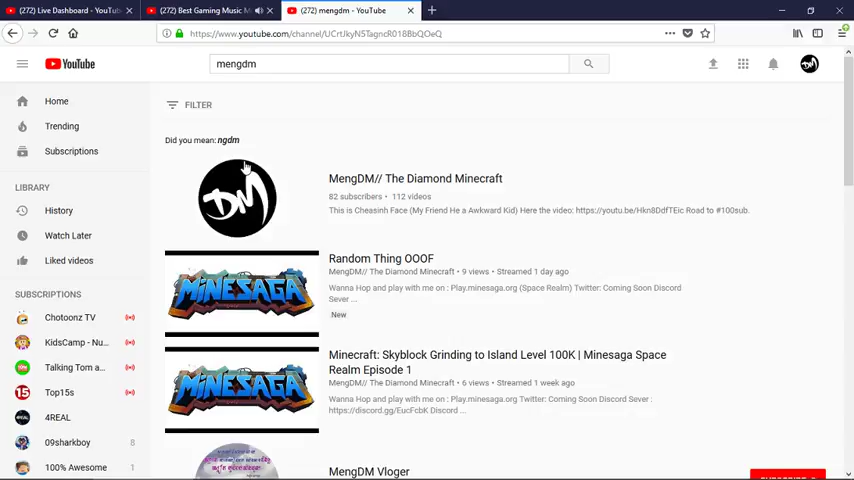 (272) Live Dashboard - YouTub
(272) Best Gaming Music M
(272) mengdm - YouTube
https://www.youtube.com/channel/UCrtJkyN5TagncR018BbQOeQ
YouTube
mengdm
DM
Home
Trending
Subscriptions
LIBRARY
History
Watch Later
Liked videos
SUBSCRIPTIONS
Chotoonz TV
KidsCamp - Nu...
Talking Tom a...
15
Top15s
4REAL
4REAL
09sharkboy 8
100% Awesome 1
FILTER
Did you mean: ngdm
DM
MengDM// The Diamond Minecraft
82 subscribers • 112 videos
This is Cheasinh Face (My Friend He a Awkward Kid) Here the video: https://youtu.be/Hkn8DdfTEic Road to #100sub.
MINESAGA
Random Thing OOOF
MengDM// The Diamond Minecraft • 9 views • Streamed 1 day ago
Wanna Hop and play with me on : Play.minesaga.org (Space Realm) Twitter: Coming Soon Discord
Sever ...
New
MINESAGA
Minecraft: Skyblock Grinding to Island Level 100K | Minesaga Space
Realm Episode 1
MengDM// The Diamond Minecraft • 6 views • Streamed 1 week ago
Wanna Hop and play with me on : Play.minesaga.org Twitter: Coming Soon Discord Sever :
https://discord.gg/EucFcbK Discord ...
MengDM Vloger